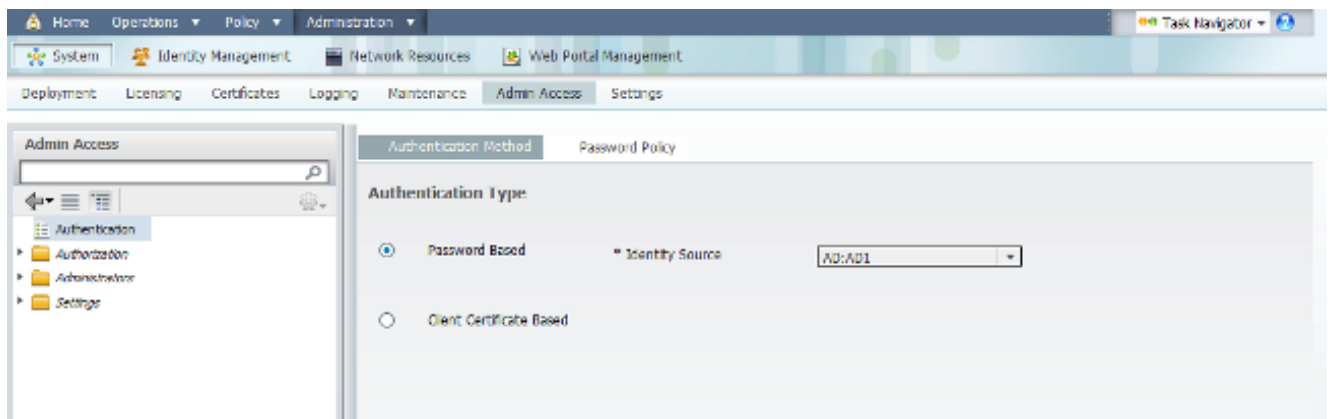 Home Operations Policy Administration Task Navigator
System Identity Management Network Resources Web Portal Management
Deployment Licensing Certificates Logging Maintenance Admin Access Settings
Admin Access
Authentication Method Password Policy
Authentication Type
Authentication
Password Based * Identity Source AD:AD1
Authorization
Administrators
Settings
Client Certificate Based